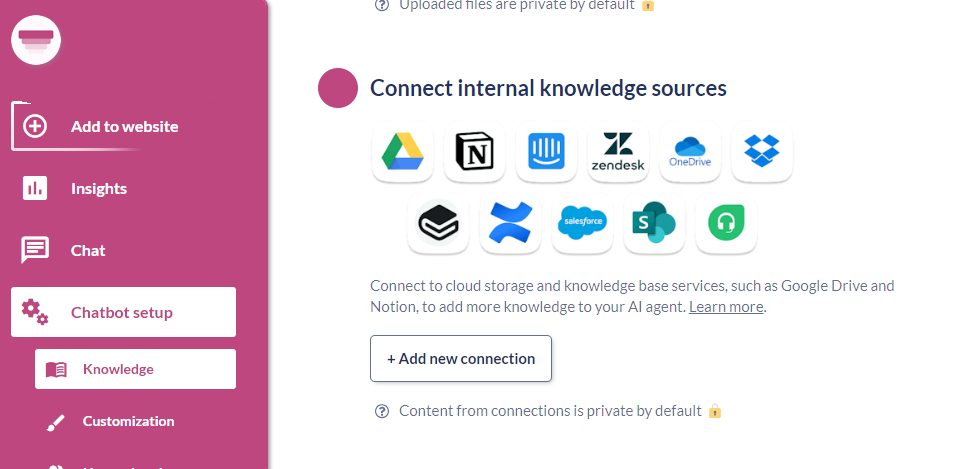 Uploaded files are private by default
Connect internal knowledge sources
Add to website
N
zendesk
OneDrive
Insights
salesforce
S
Chat
Connect to cloud storage and knowledge base services, such as Google Drive and
Notion, to add more knowledge to your AI agent. Learn more.
Chatbot setup
+ Add new connection
Knowledge
Content from connections is private by default
Customization